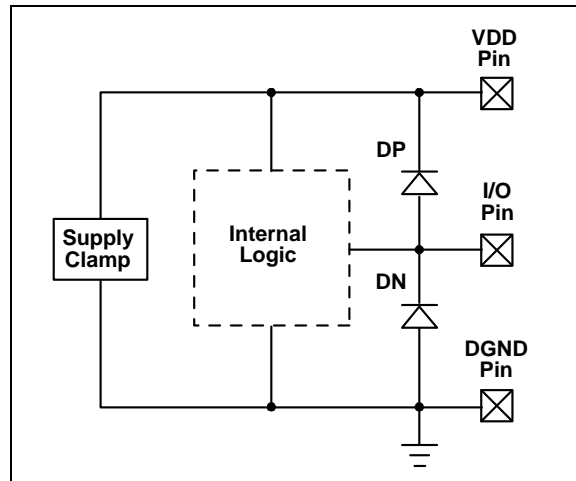 VDD
Pin
DP
I/O
Pin
Internal
Logic
Supply
Clamp
DN
DGND
Pin